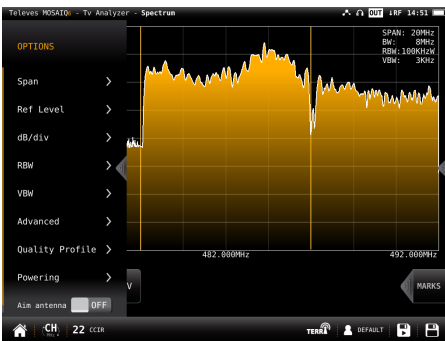 Televes MOSAIQ6 - Tv Analyzer - Spectrum
OUT ↓RF 14:51
OPTIONS
SPAN: 20MHz
BW: 8MHz
RBW:100KHzW
VBW: 3KHz
Span
Ref Level
dB/div
RBW
VBW
Advanced
Quality Profile
482.000MHz
492.000MHz
Powering
V
MARKS
Aim antenna OFF
CH
22 CCIR
TERR
DEFAULT